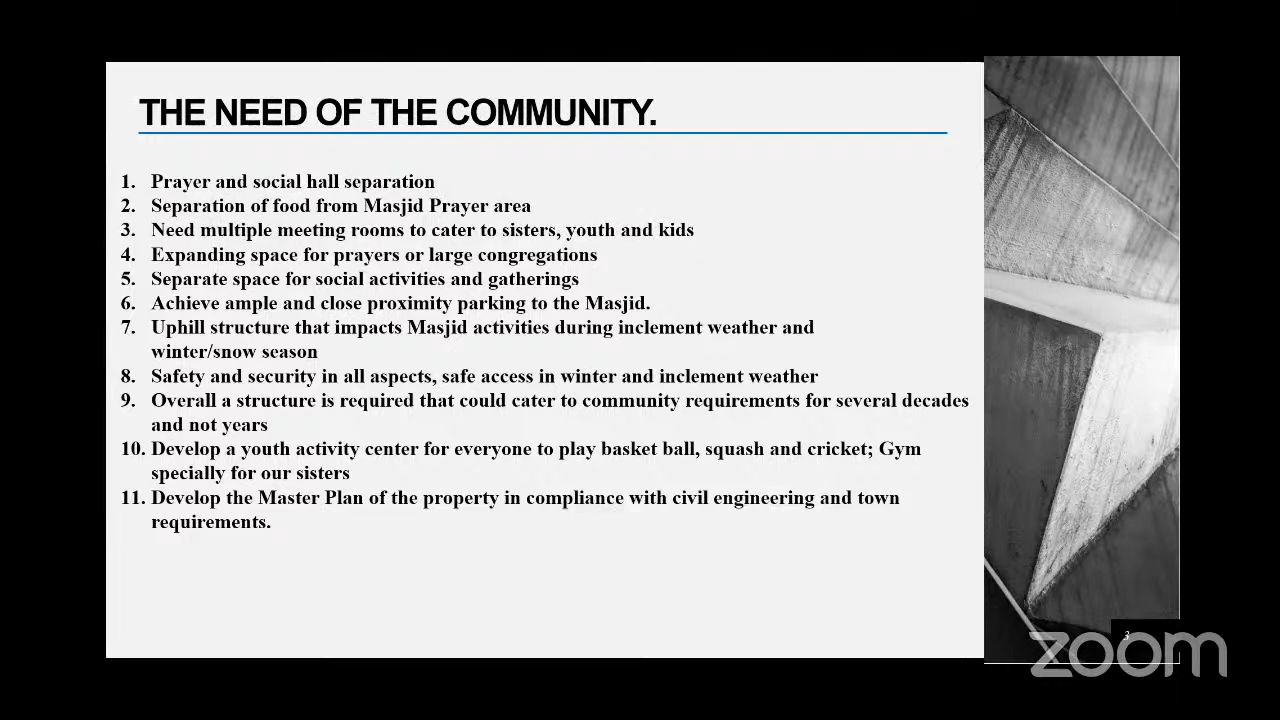 THE NEED OF THE COMMUNITY.
1. Prayer and social hall separation
2. Separation of food from Masjid Prayer area
3. Need multiple meeting rooms to cater to sisters, youth and kids
4. Expanding space for prayers or large congregations
5. Separate space for social activities and gatherings
6. Achieve ample and close proximity parking to the Masjid.
7. Uphill structure that impacts Masjid activities during inclement weather and
winter/snow season
8. Safety and security in all aspects, safe access in winter and inclement weather
9. Overall a structure is required that could cater to community requirements for several decades
and not years
10. Develop a youth activity center for everyone to play basket ball, squash and cricket; Gym
specially for our sisters
11. Develop the Master Plan of the property in compliance with civil engineering and town
requirements.
3
zoom